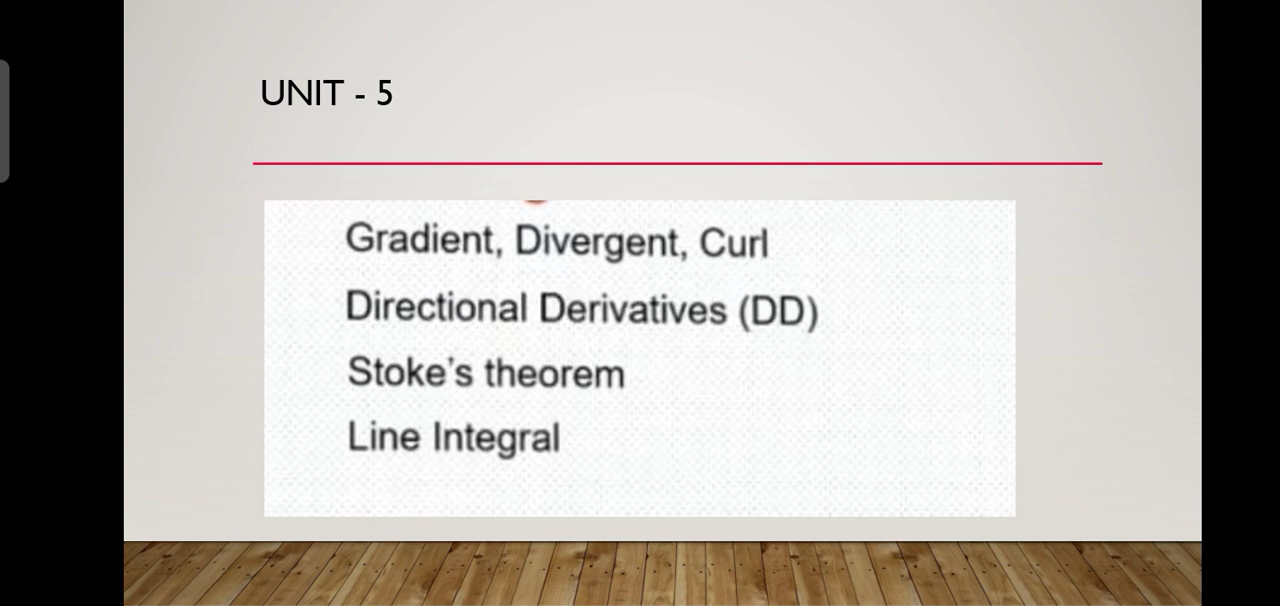 UNIT - 5
Gradient, Divergent, Curl
Directional Derivatives (DD)
Stoke's theorem
Line Integral